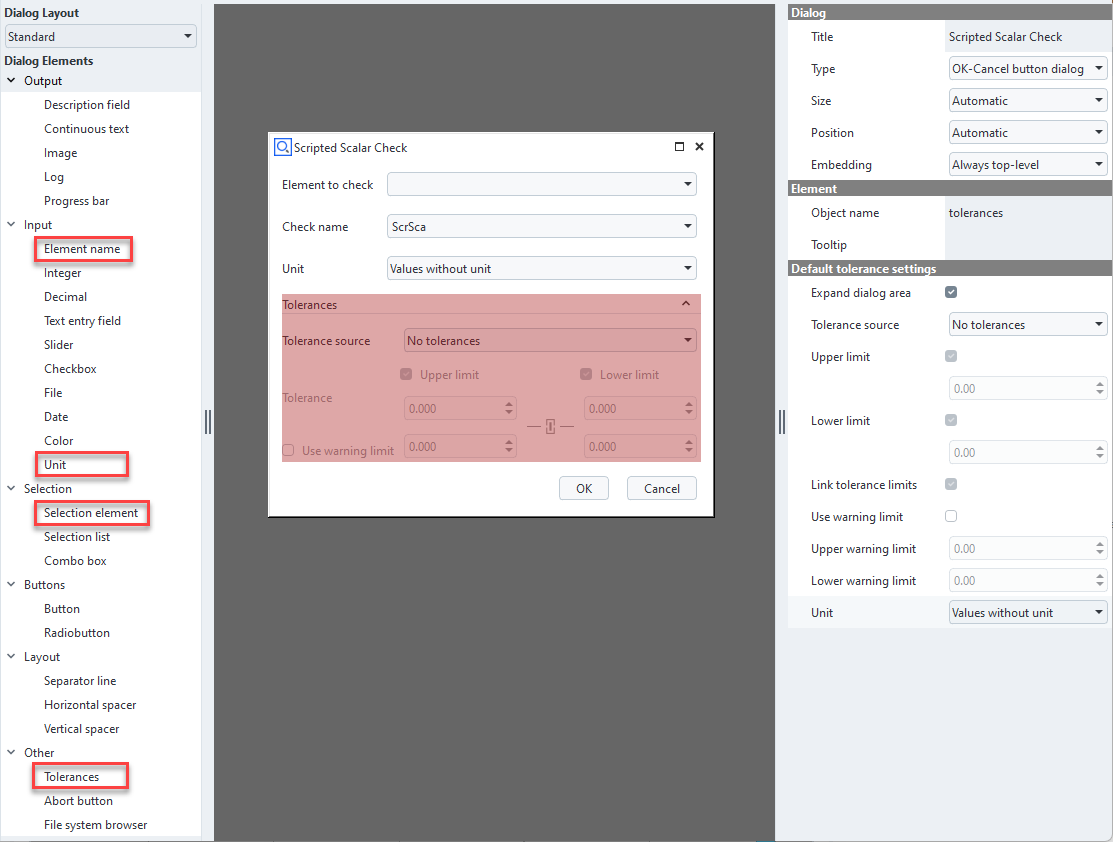 Dialog Layout
Standard
Dialog Elements
Output
Description field
Continuous text
Image
Log
Progress bar
Input
Element name
Integer
Decimal
Text entry field
Slider
Checkbox
File
Date
Color
Unit
Selection
Selection element
Selection list
Combo box
Buttons
Button
Radiobutton
Layout
Separator line
Horizontal spacer
Vertical spacer
Other
Tolerances
Abort button
File system browser
Scripted Scalar Check
Element to check
Check name ScrSca
Unit Values without unit
Tolerances
Tolerance source No tolerances
Upper limit Lower limit
Tolerance
0.000 0.000
Use warning limit 0.000 0.000
OK Cancel
Dialog
Title Scripted Scalar Check
Type OK-Cancel button dialog
Size Automatic
Position Automatic
Embedding Always top-level
Element
Object name tolerances
Tooltip
Default tolerance settings
Expand dialog area
Tolerance source No tolerances
Upper limit
0.00
Lower limit
0.00
Link tolerance limits
Use warning limit
Upper warning limit 0.00
Lower warning limit 0.00
Unit Values without unit